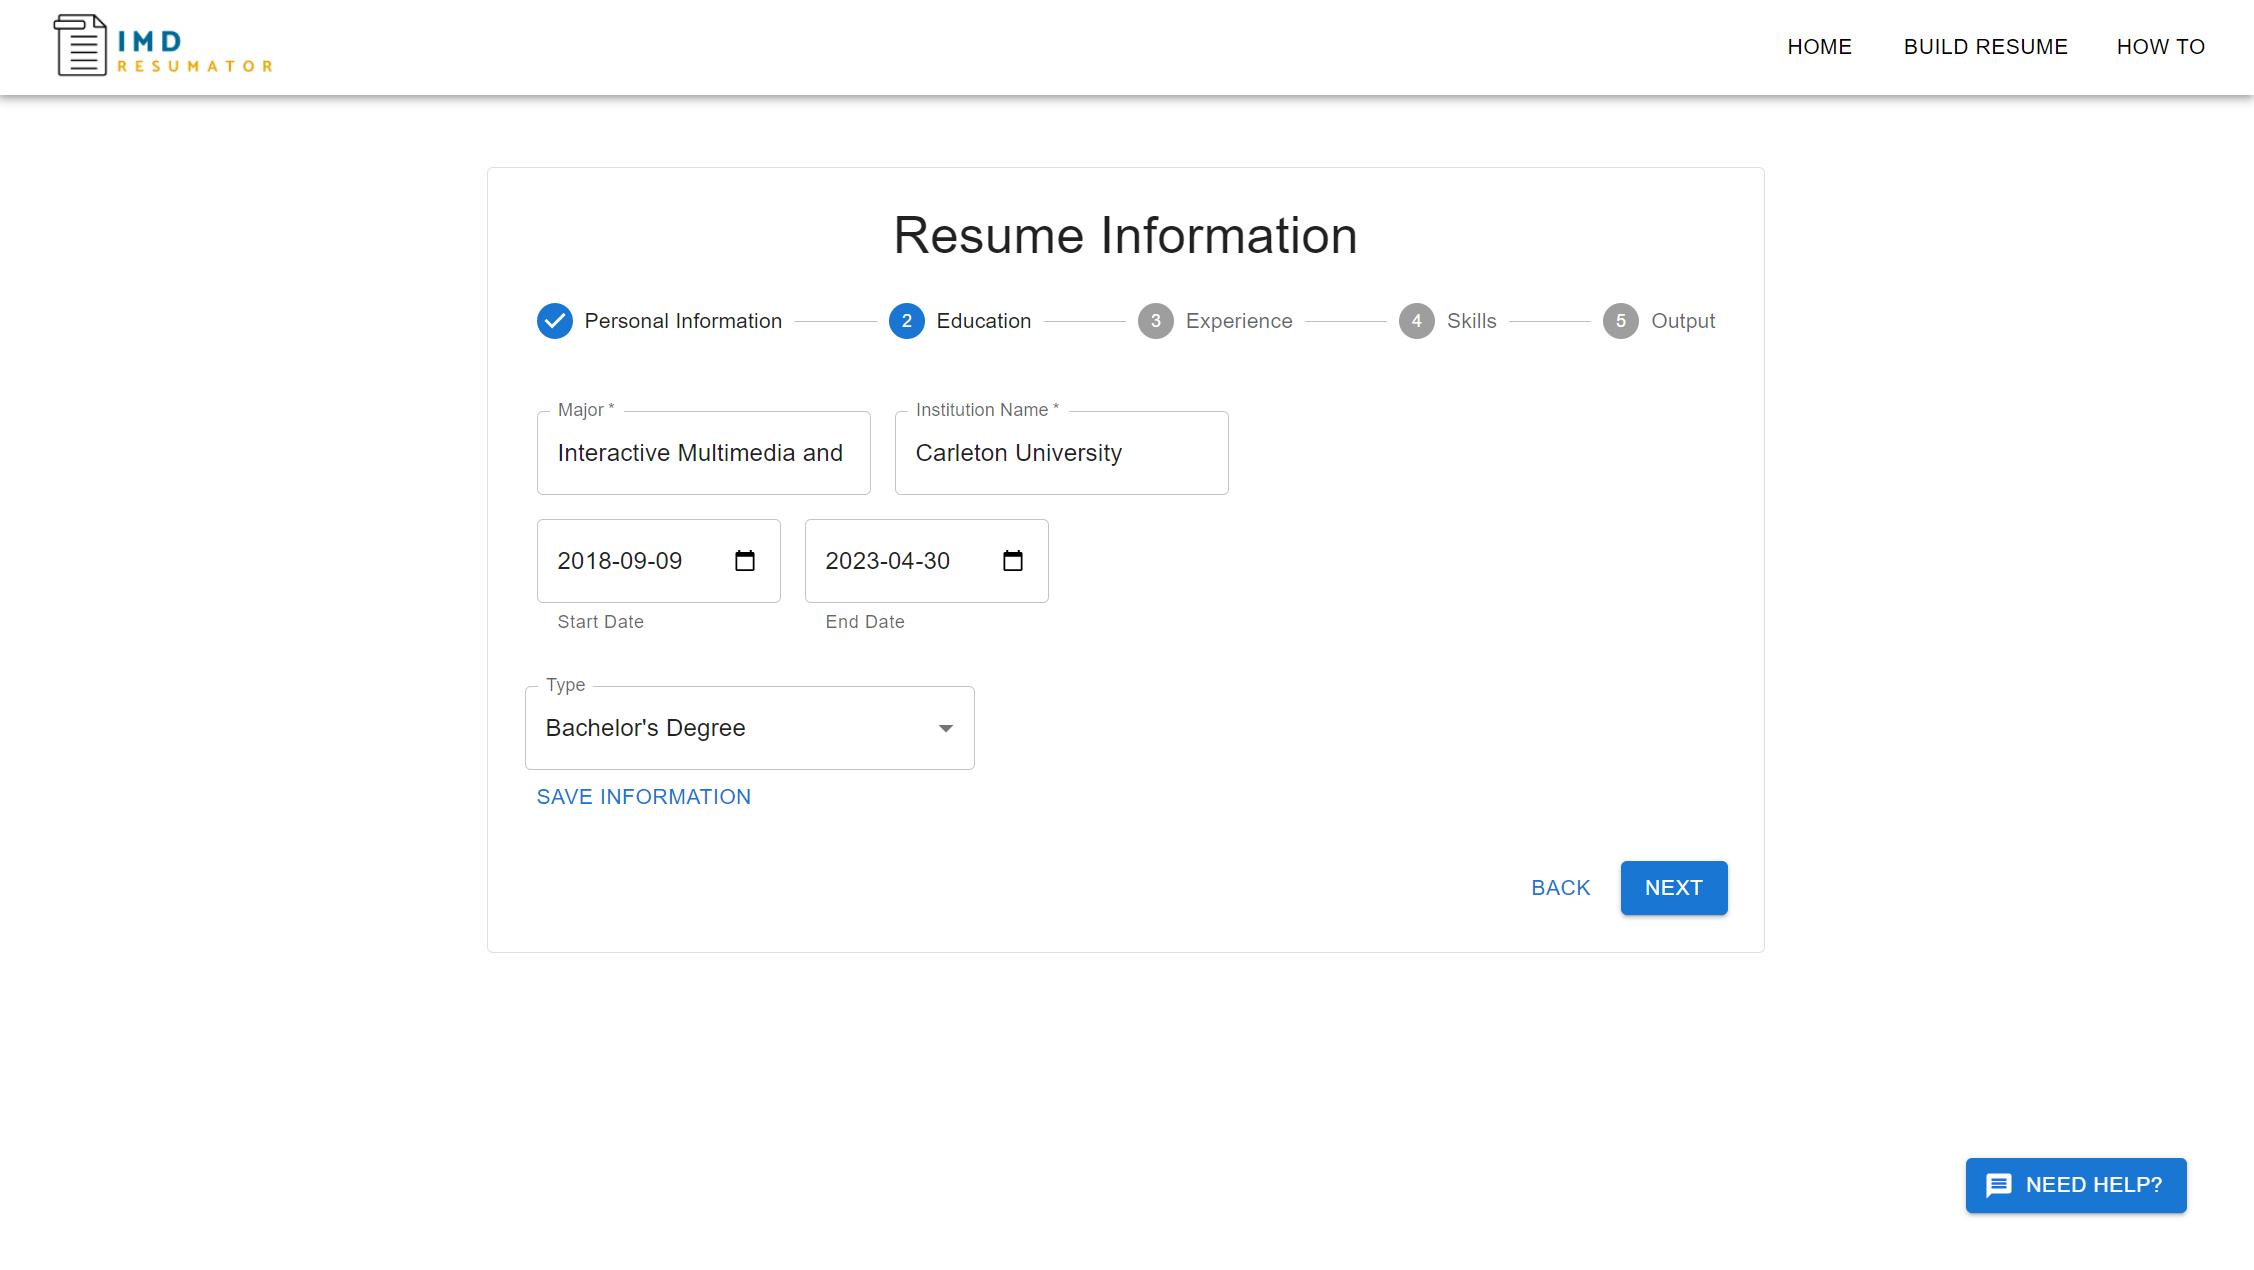 IMD
RESUMATOR
HOME BUILD RESUME HOW TO
Resume Information
Personal Information 2 Education 3 Experience 4 Skills 5 Output
Major * Institution Name *
Interactive Multimedia and Carleton University
2018-09-09 2023-04-30
Start Date End Date
Type
Bachelor's Degree
SAVE INFORMATION
BACK NEXT
NEED HELP?